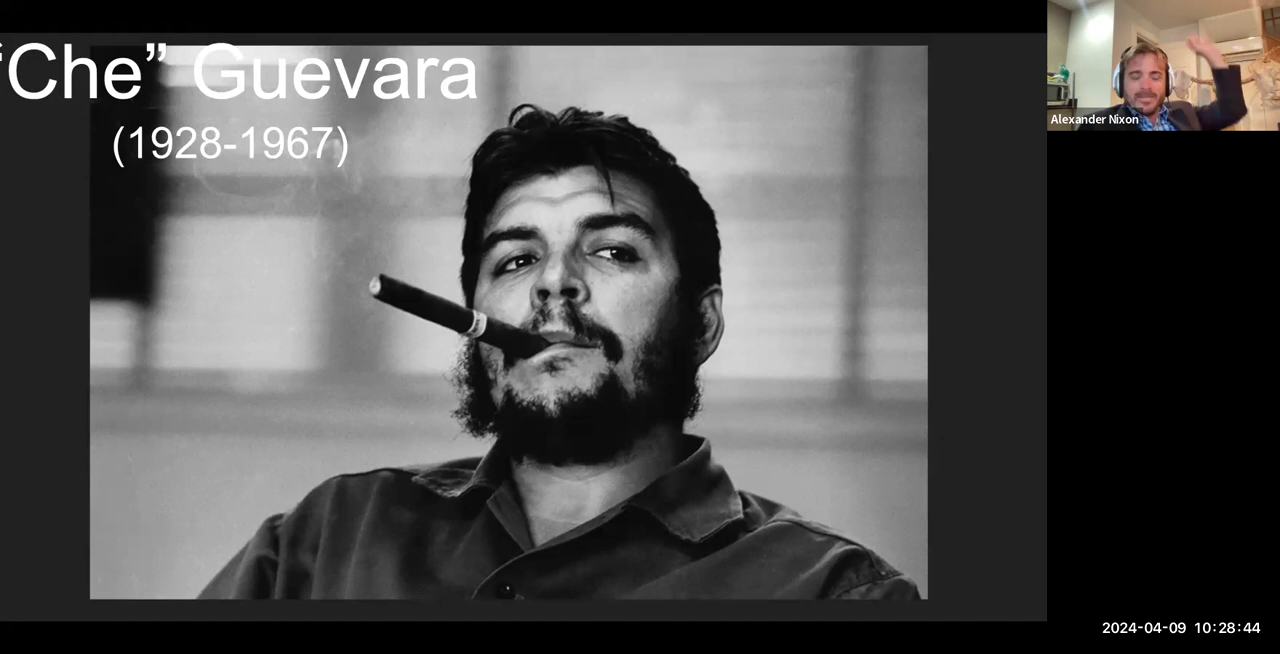 “Che” Guevara
(1928-1967)
Alexander Nixon
2024-04-09 10:28:44